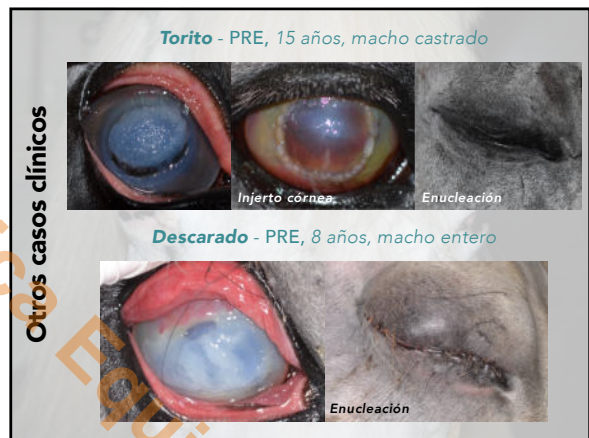 Torito - PRE, 15 años, macho castrado
Otros casos clínicos
Injerto córnea
Enucleación
Descarado - PRE, 8 años, macho entero
Enucleación